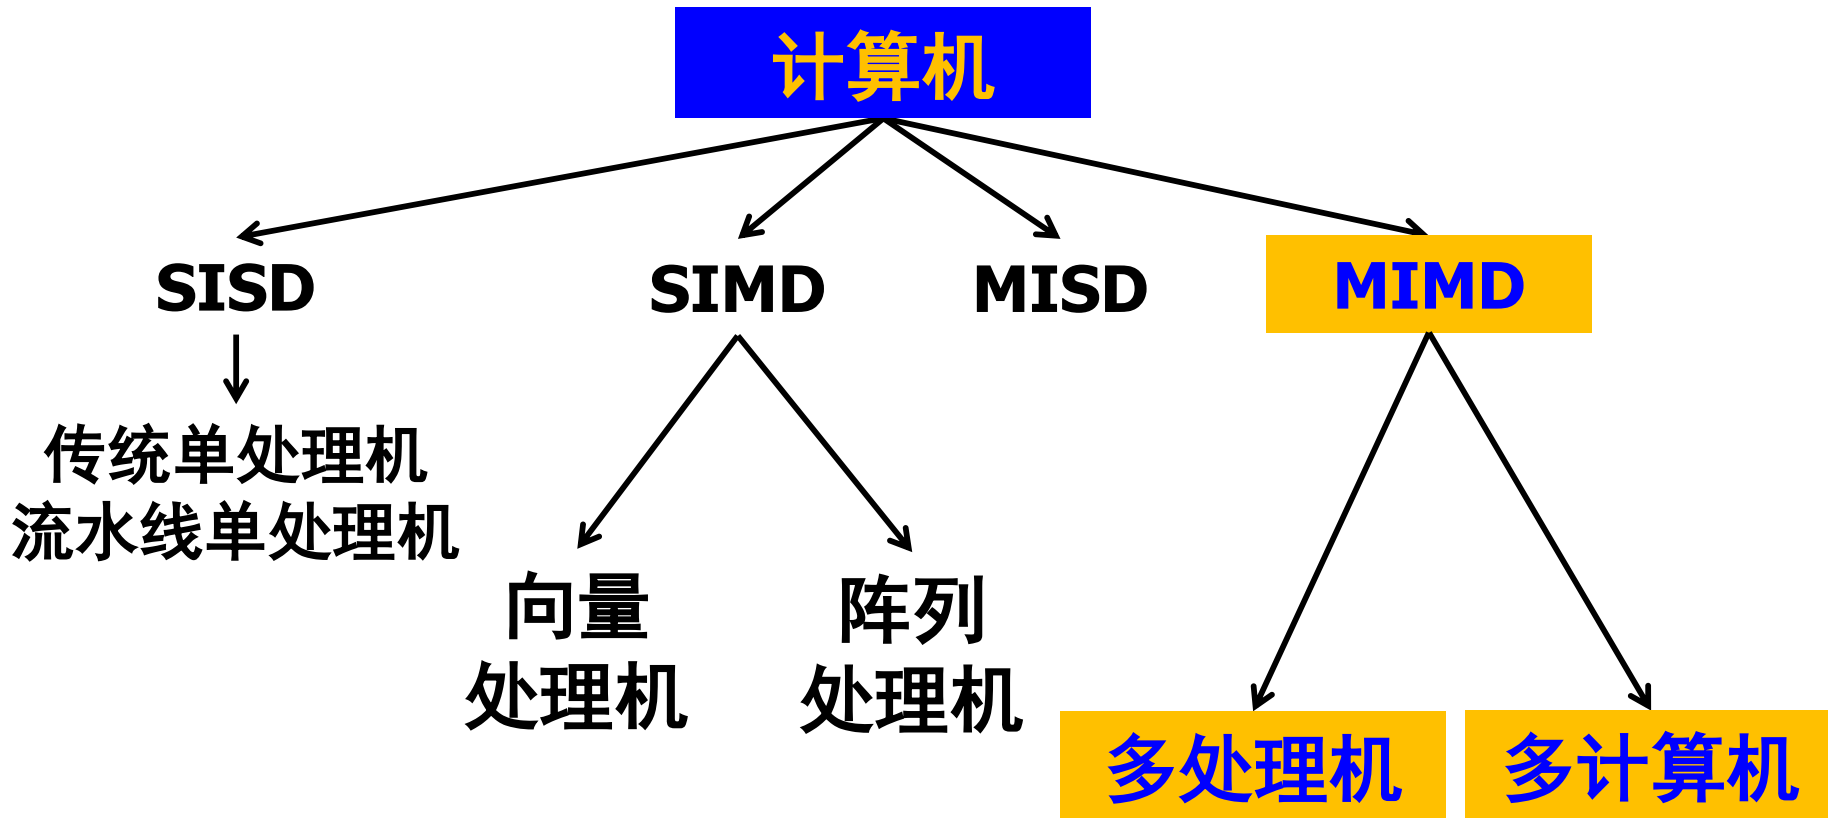 计算机
SISD
SIMD
MISD
MIMD
传统单处理机
流水线单处理机
向量
处理机
阵列
处理机
多处理机
多计算机